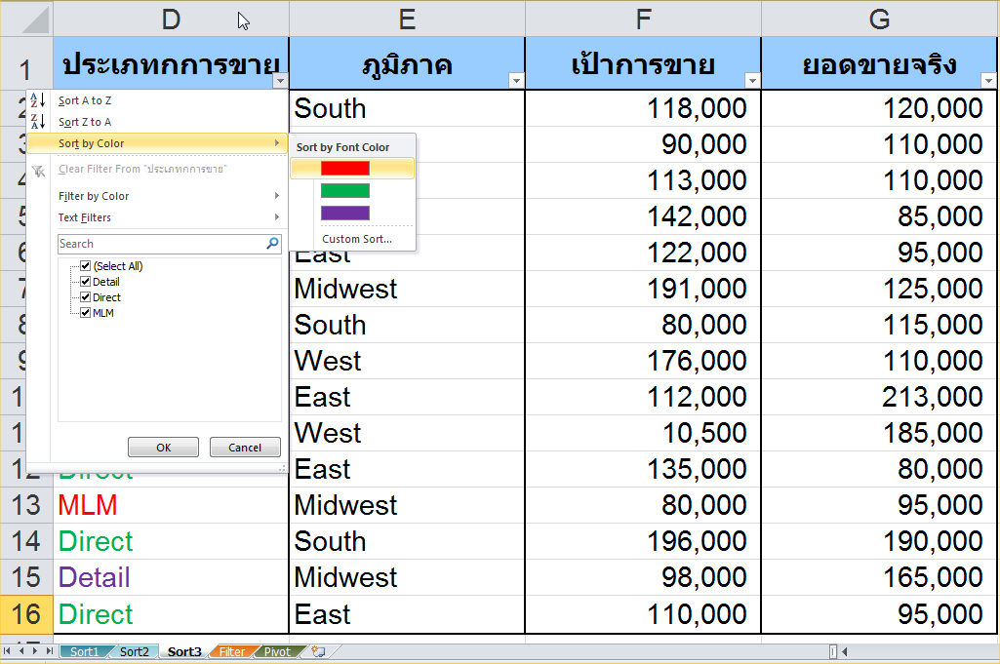 D E F G
1 ประเภทการขาย ภูมิภาค เป้าการขาย ยอดขายจริง
Sort A to Z
Sort Z to A
Sort by Color
Clear Filter From "ประเภทการขาย"
Filter by Color
Text Filters
Search
(Select All)
Detail
Direct
MLM
OK Cancel
Sort by Font Color
Custom Sort...
2 South 118,000 120,000
3 90,000 110,000
4 113,000 110,000
5 142,000 85,000
6 East 122,000 95,000
7 Midwest 191,000 125,000
8 South 80,000 115,000
9 West 176,000 110,000
1 East 112,000 213,000
1 West 10,500 185,000
12 Direct East 135,000 80,000
13 MLM Midwest 80,000 95,000
14 Direct South 196,000 190,000
15 Detail Midwest 98,000 165,000
16 Direct East 110,000 95,000
Sort1 Sort2 Sort3 Filter Pivot